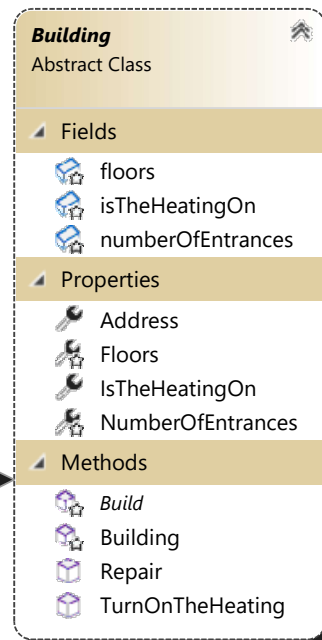 Building
Abstract Class
Fields
floors
isTheHeatingOn
numberOfEntrances
Properties
Address
Floors
IsTheHeatingOn
NumberOfEntrances
Methods
Build
Building
Repair
TurnOnTheHeating